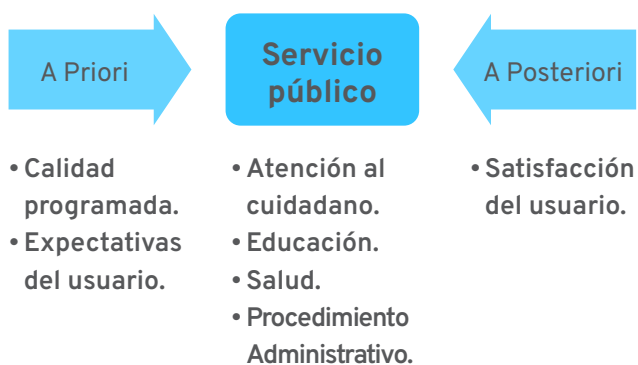 A Priori
Servicio
público
A Posteriori
• Calidad
programada.
• Expectativas
del usuario.
• Atención al
cuidadano.
• Educación.
• Salud.
• Procedimiento
Administrativo.
• Satisfacción
del usuario.